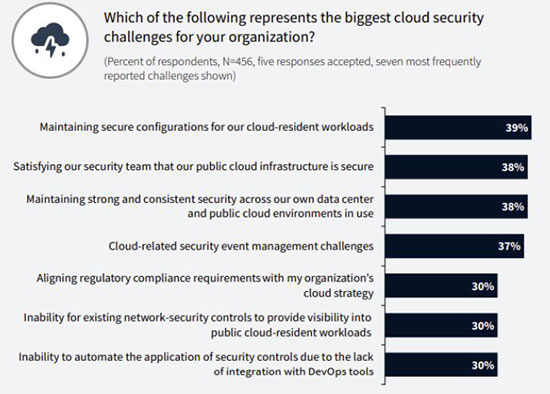 Which of the following represents the biggest cloud security
challenges for your organization?
(Percent of respondents, N=456, five responses accepted, seven most frequently
reported challenges shown)
Maintaining secure configurations for our cloud-resident workloads
39%
Satisfying our security team that our public cloud infrastructure is secure
38%
Maintaining strong and consistent security across our own data center
and public cloud environments in use
38%
Cloud-related security event management challenges
37%
Aligning regulatory compliance requirements with my organization's
cloud strategy
30%
Inability for existing network-security controls to provide visibility into
public cloud-resident workloads
30%
Inability to automate the application of security controls due to the lack
of integration with DevOps tools
30%